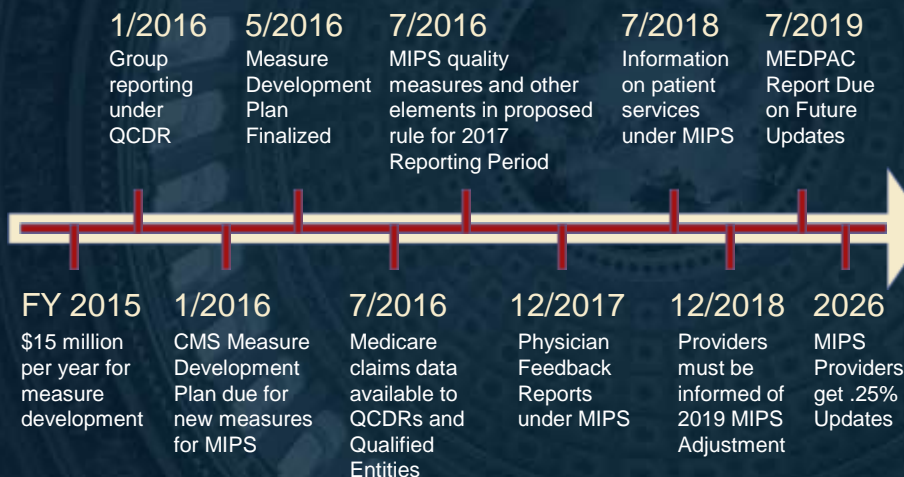 1/2016
Group
reporting
under
QCDR
5/2016
Measure
Development
Plan
Finalized
7/2016
MIPS quality
measures and other
elements in proposed
rule for 2017
Reporting Period
7/2018
Information
on patient
services
under MIPS
7/2019
MEDPAC
Report Due
on Future
Updates
FY 2015
$15 million
per year for
measure
development
1/2016
CMS Measure
Development
Plan due for
new measures
for MIPS
7/2016
Medicare
claims data
available to
QCDRs and
Qualified
Entities
12/2017
Physician
Feedback
Reports
under MIPS
12/2018
Providers
must be
informed of
2019 MIPS
Adjustment
2026
MIPS
Providers
get .25%
Updates